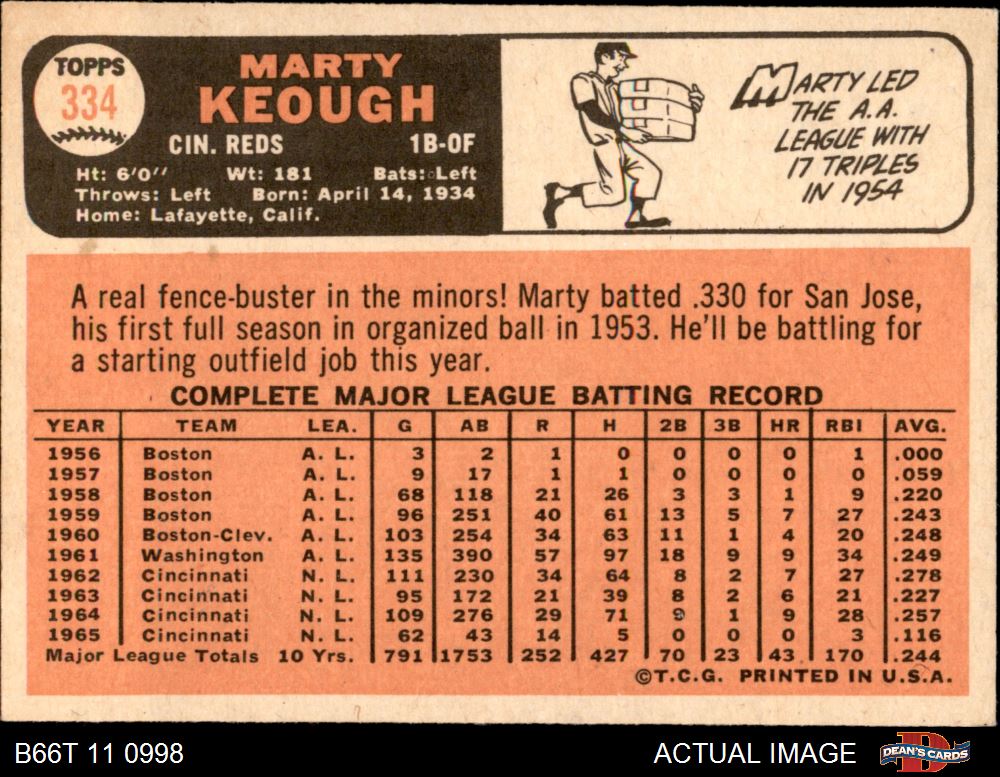 TOPPS
334
MARTY
KEOUGH
CIN. REDS 1B-OF
Ht: 6'0'' Wt: 181 Bats: Left
Throws: Left Born: April 14, 1934
Home: Lafayette, Calif.
MARTY LED
THE A.A.
LEAGUE WITH
17 TRIPLES
IN 1954
A real fence-buster in the minors! Marty batted .330 for San Jose,
his first full season in organized ball in 1953. He'll be battling for
a starting outfield job this year.
COMPLETE MAJOR LEAGUE BATTING RECORD
YEAR TEAM LEA. G AB R H 2B 3B HR RBI AVG.
1956 Boston A. L. 3 2 1 0 0 0 0 1 .000
1957 Boston A. L. 9 17 1 1 0 0 0 0 .059
1958 Boston A. L. 68 118 21 26 3 3 1 9 .220
1959 Boston A. L. 96 251 40 61 13 5 7 27 .243
1960 Boston-Clev. A. L. 103 254 34 63 11 1 4 20 .248
1961 Washington A. L. 135 390 57 97 18 9 9 34 .249
1962 Cincinnati N. L. 111 230 34 64 8 2 7 27 .278
1963 Cincinnati N. L. 95 172 21 39 8 2 6 21 .227
1964 Cincinnati N. L. 109 276 29 71 9 1 9 28 .257
1965 Cincinnati N. L. 62 43 14 5 0 0 0 3 .116
Major League Totals 10 Yrs. 791 1753 252 427 70 23 43 170 .244
©T.C.G. PRINTED IN U.S.A.
B66T 11 0998 ACTUAL IMAGE DEAN'S CARDS